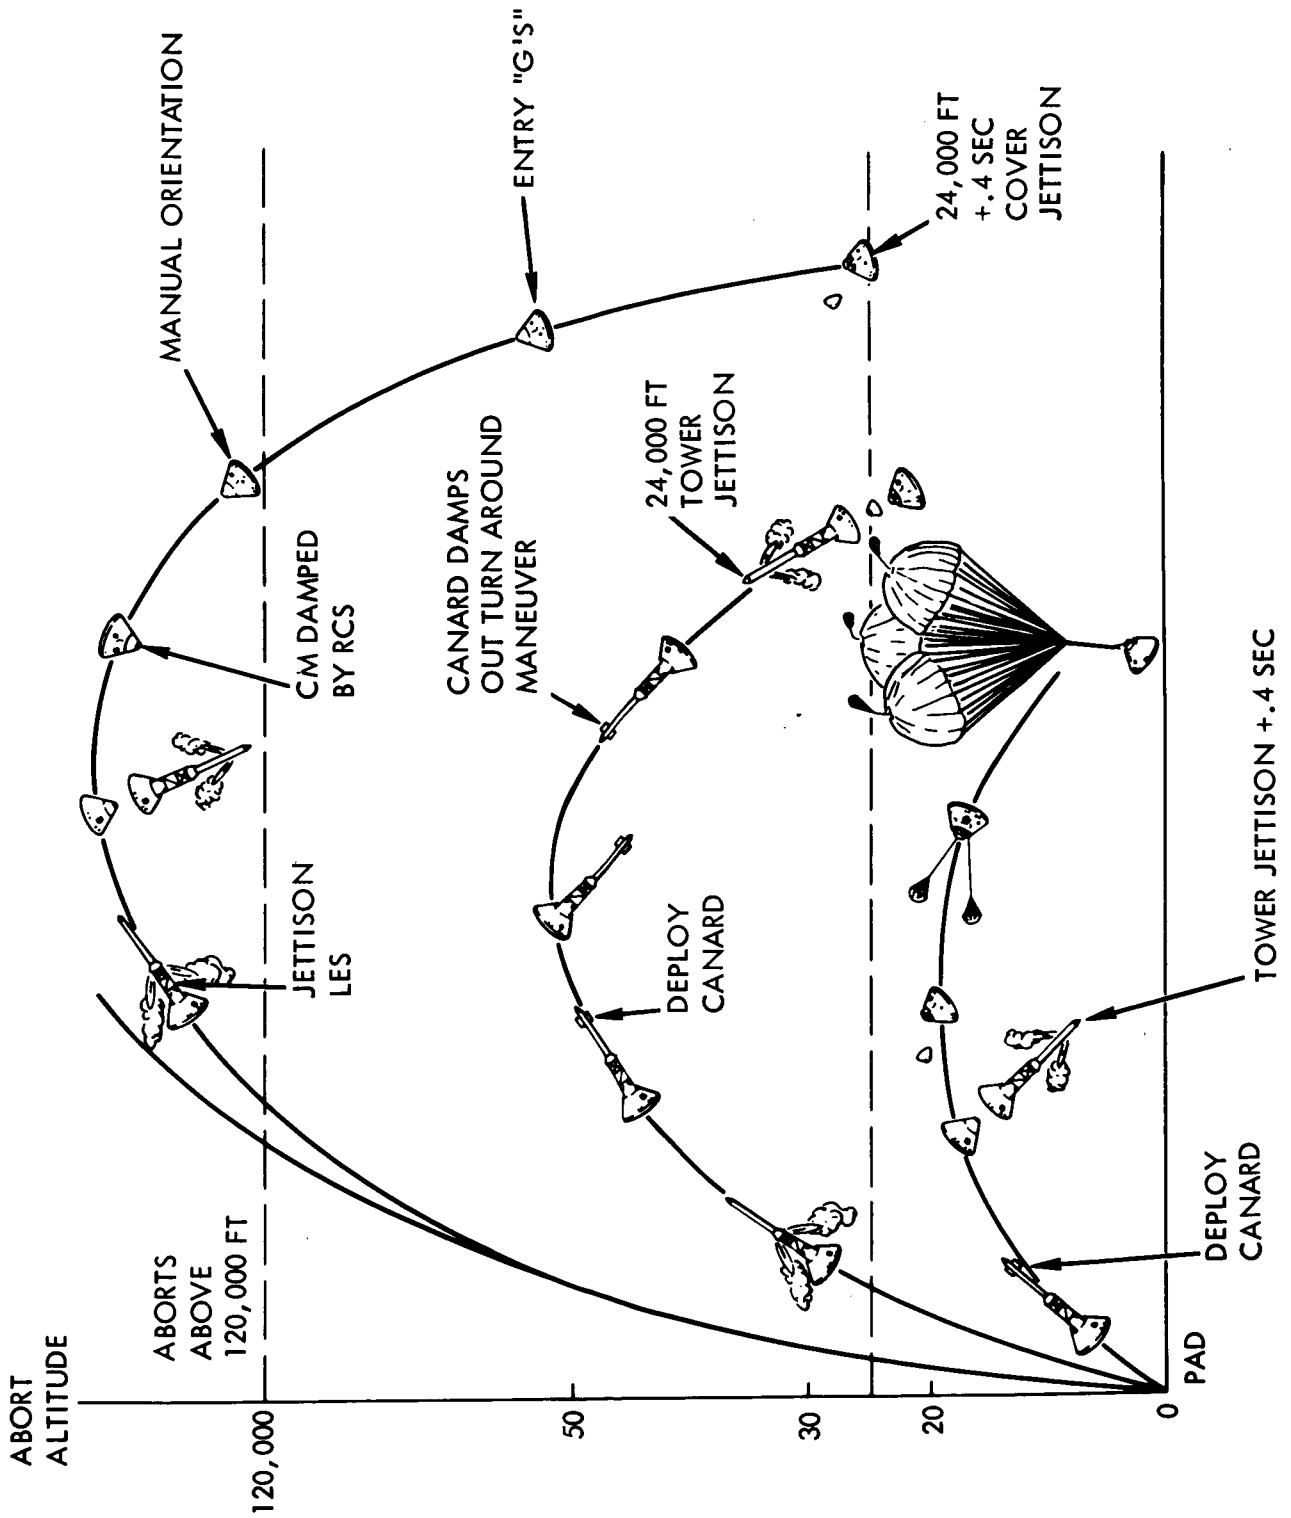 ABORT
ALTITUDE
120,000
50
30
20
0
ABORTS
ABOVE
120,000 FT
MANUAL ORIENTATION
ENTRY "G'S"
24,000 FT
+.4 SEC
COVER
JETTISON
CM DAMPED
BY RCS
JETTISON
LES
CANARD DAMPS
OUT TURN AROUND
MANEUVER
24,000 FT
TOWER
JETTISON
DEPLOY
CANARD
TOWER JETTISON +.4 SEC
DEPLOY
CANARD
PAD